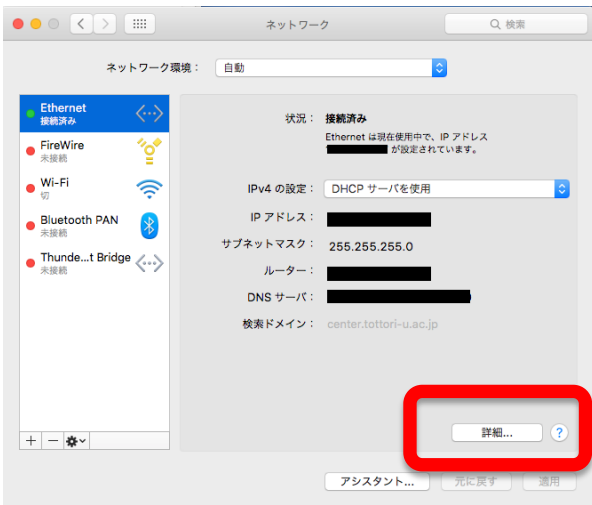 ネットワーク
検索
ネットワーク環境： 自動
Ethernet
接続済み
FireWire
未接続
Wi-Fi
切
Bluetooth PAN
未接続
Thunde...t Bridge
未接続
状況： 接続済み
Ethernet は現在使用中で、IP アドレス
が設定されています。
IPv4 の設定： DHCP サーバを使用
IP アドレス：
サブネットマスク： 255.255.255.0
ルーター：
DNS サーバ：
検索ドメイン： center.tottori-u.ac.jp
詳細... ?
アシスタント... 元に戻す 適用